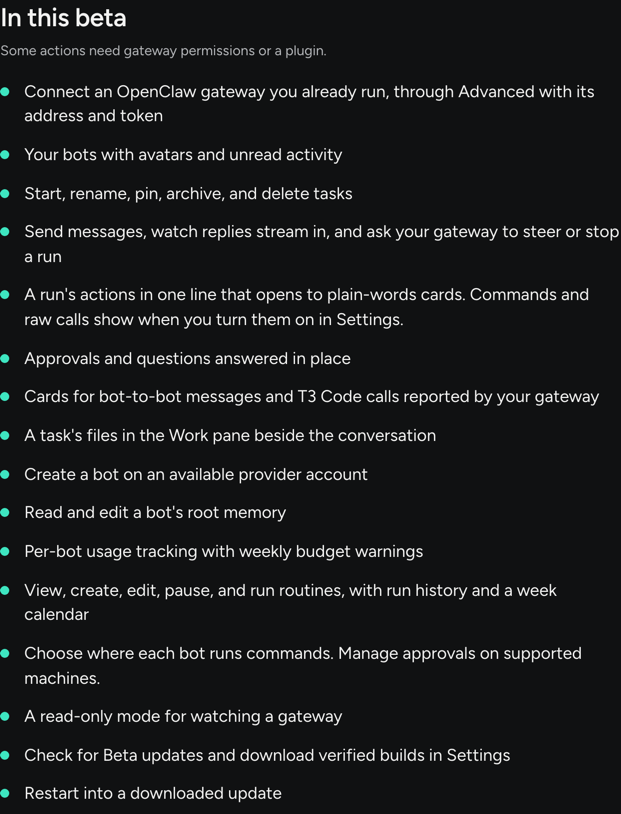 In this beta
Some actions need gateway permissions or a plugin.
Connect an OpenClaw gateway you already run, through Advanced with its
address and token
Your bots with avatars and unread activity
Start, rename, pin, archive, and delete tasks
Send messages, watch replies stream in, and ask your gateway to steer or stop
a run
A run's actions in one line that opens to plain-words cards. Commands and
raw calls show when you turn them on in Settings.
Approvals and questions answered in place
Cards for bot-to-bot messages and T3 Code calls reported by your gateway
A task's files in the Work pane beside the conversation
Create a bot on an available provider account
Read and edit a bot's root memory
Per-bot usage tracking with weekly budget warnings
View, create, edit, pause, and run routines, with run history and a week
calendar
Choose where each bot runs commands. Manage approvals on supported
machines.
A read-only mode for watching a gateway
Check for Beta updates and download verified builds in Settings
Restart into a downloaded update